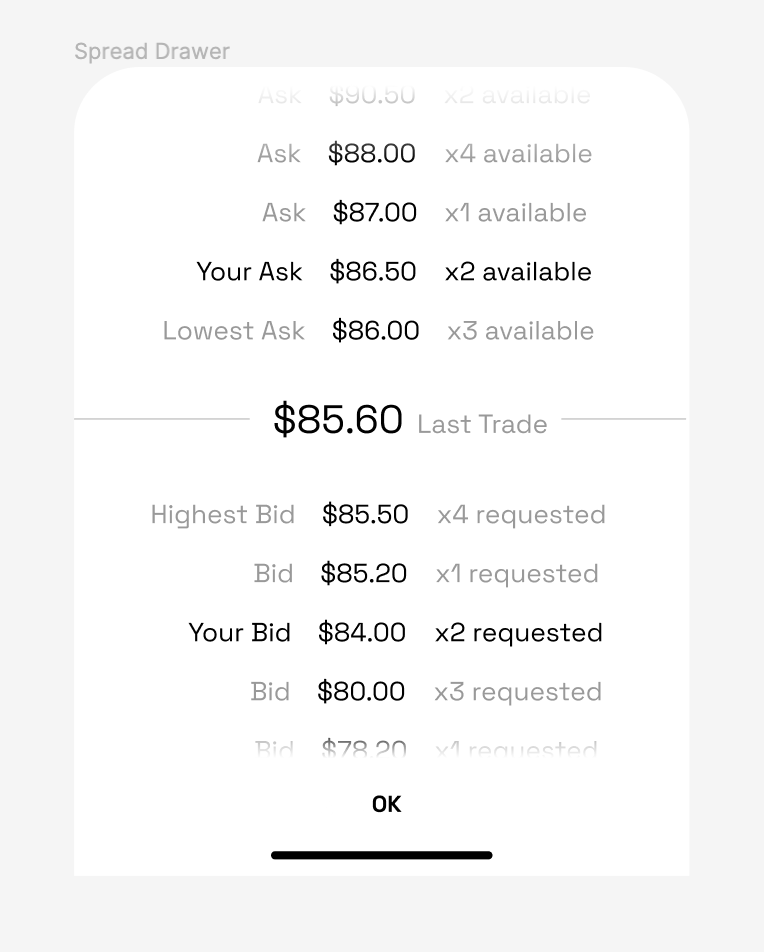 Spread Drawer
Ask $90.50 x2 available
Ask $88.00 x4 available
Ask $87.00 x1 available
Your Ask $86.50 x2 available
Lowest Ask $86.00 x3 available
$85.60 Last Trade
Highest Bid $85.50 x4 requested
Bid $85.20 x1 requested
Your Bid $84.00 x2 requested
Bid $80.00 x3 requested
Bid $78.20 x1 requested
OK